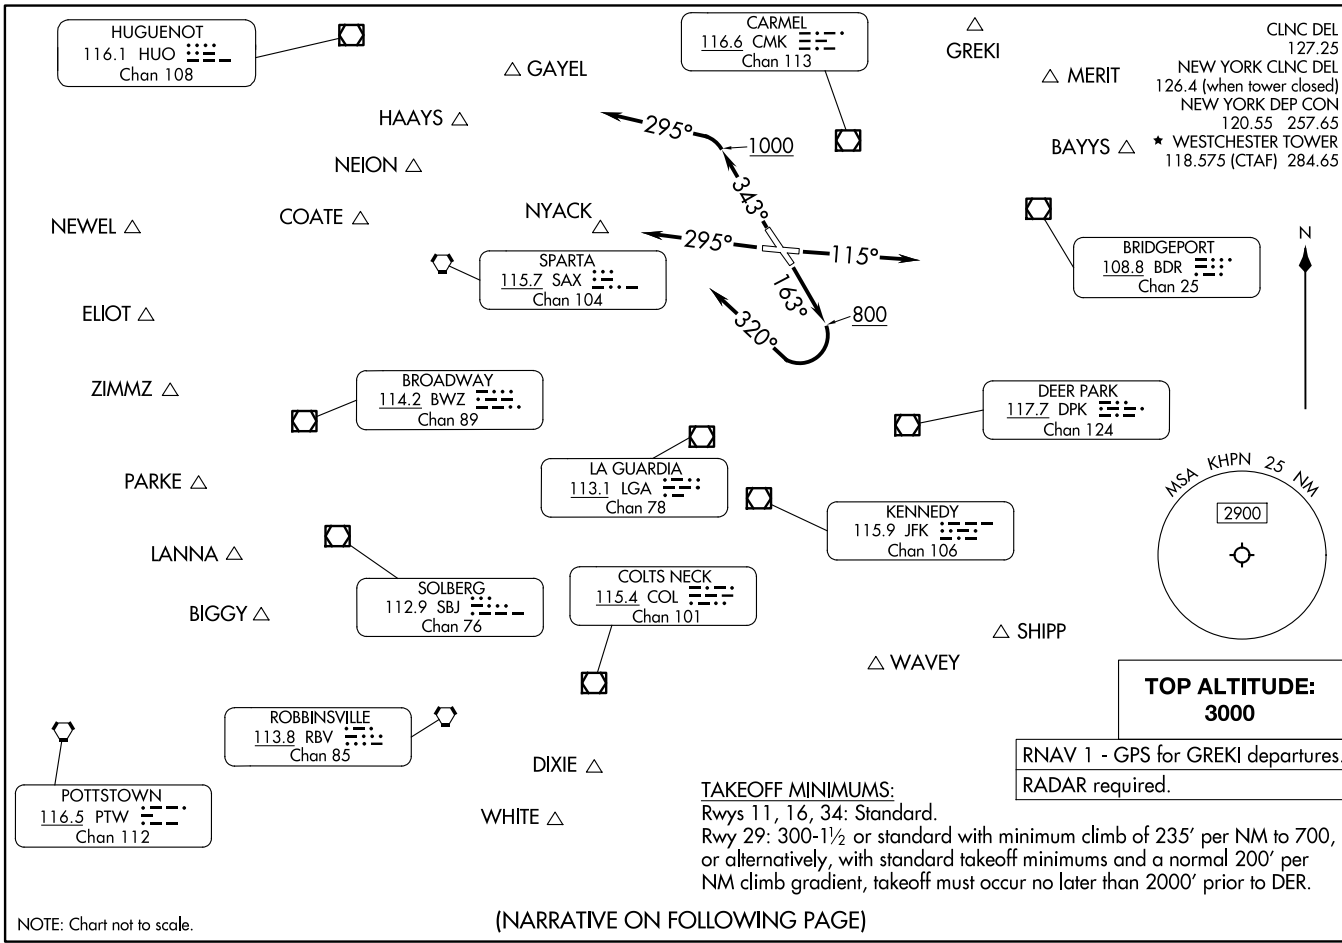 HUGUENOT
116.1 HUO
Chan 108
CARMEL
116.6 CMK
Chan 113
GREKI
CLNC DEL
127.25
NEW YORK CLNC DEL
126.4 (when tower closed)
NEW YORK DEP CON
120.55 257.65
★ WESTCHESTER TOWER
118.575 (CTAF) 284.65
GAYEL
MERIT
HAAYS
295°
1000
BAYYS
NEION
343°
COATE
NYACK
NEWEL
295°
115°
N
SPARTA
115.7 SAX
Chan 104
BRIDGEPORT
108.8 BDR
Chan 25
163°
ELIOT
800
320°
ZIMMZ
BROADWAY
114.2 BWZ
Chan 89
DEER PARK
117.7 DPK
Chan 124
LA GUARDIA
113.1 LGA
Chan 78
PARKE
MSA KHPN 25 NM
2900
KENNEDY
115.9 JFK
Chan 106
LANNA
SOLBERG
112.9 SBJ
Chan 76
COLTS NECK
115.4 COL
Chan 101
BIGGY
SHIPP
WAVEY
TOP ALTITUDE:
3000
ROBBINSVILLE
113.8 RBV
Chan 85
RNAV 1 - GPS for GREKI departures.
RADAR required.
DIXIE
POTTSTOWN
116.5 PTW
Chan 112
WHITE
TAKEOFF MINIMUMS:
Rwys 11, 16, 34: Standard.
Rwy 29: 300-1½ or standard with minimum climb of 235' per NM to 700,
or alternatively, with standard takeoff minimums and a normal 200' per
NM climb gradient, takeoff must occur no later than 2000' prior to DER.
NOTE: Chart not to scale.
(NARRATIVE ON FOLLOWING PAGE)